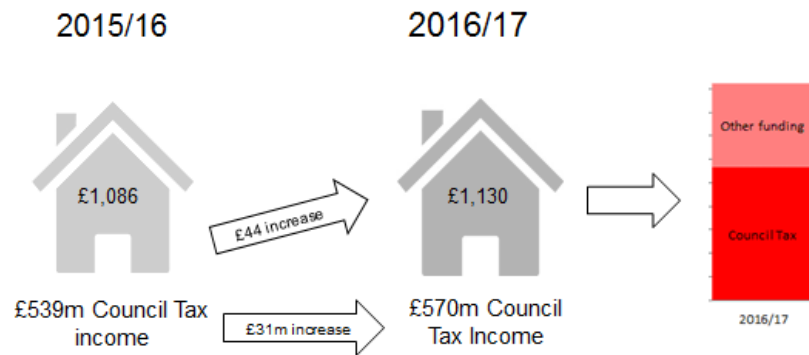 2015/16
2016/17
£1,086
£44 increase
£1,130
Other funding
Council Tax
2016/17
£539m Council Tax
income
£31m increase
£570m Council
Tax Income